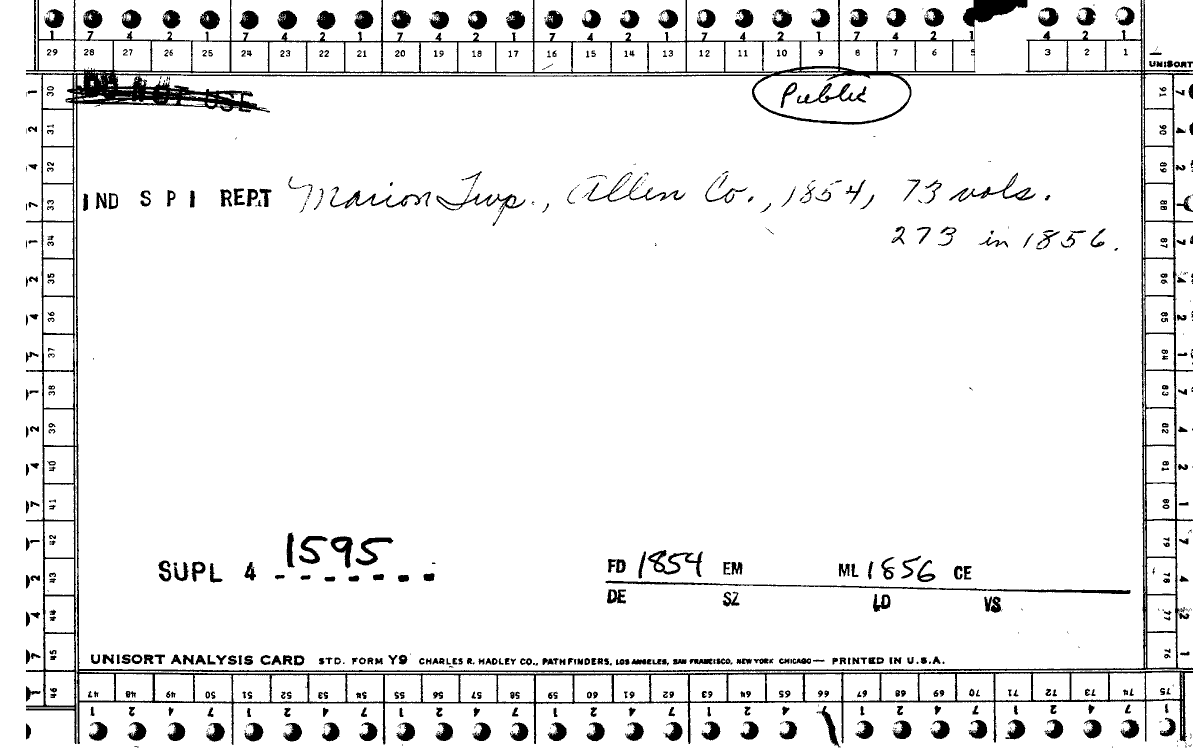 7 4 2 1 7 4 2 1 7 4 2 1 7 4 2 1 7 4 2 1 7 4 2 1 4 2 1
29 28 27 26 25 24 23 22 21 20 19 18 17 16 15 14 13 12 11 10 9 8 7 6 5 3 2 1
UNISORT
DO NOT USE
Public
IND S P I REPT Marion Twp., Allen Co., 1854, 73 vols.
273 in 1856.
30 31 32 33 34 35 36 37 38 39 40 41 42 43 44 45 46
91 90 89 88 87 86 85 84 83 82 81 80 79 78 77 76 75
SUPL 4 1595
FD 1854 EM ML 1856 CE
DE SZ LD VS
UNISORT ANALYSIS CARD STD. FORM Y9 CHARLES R. HADLEY CO., PATHFINDERS, LOS ANGELES, SAN FRANCISCO, NEW YORK CHICAGO — PRINTED IN U.S.A.
47 48 49 50 51 52 53 54 55 56 57 58 59 60 61 62 63 64 65 66 67 68 69 70 71 72 73 74 75
1 2 4 7 1 2 4 7 1 2 4 7 1 2 4 7 1 2 4 7 1 2 4 7 1 2 4 7 1